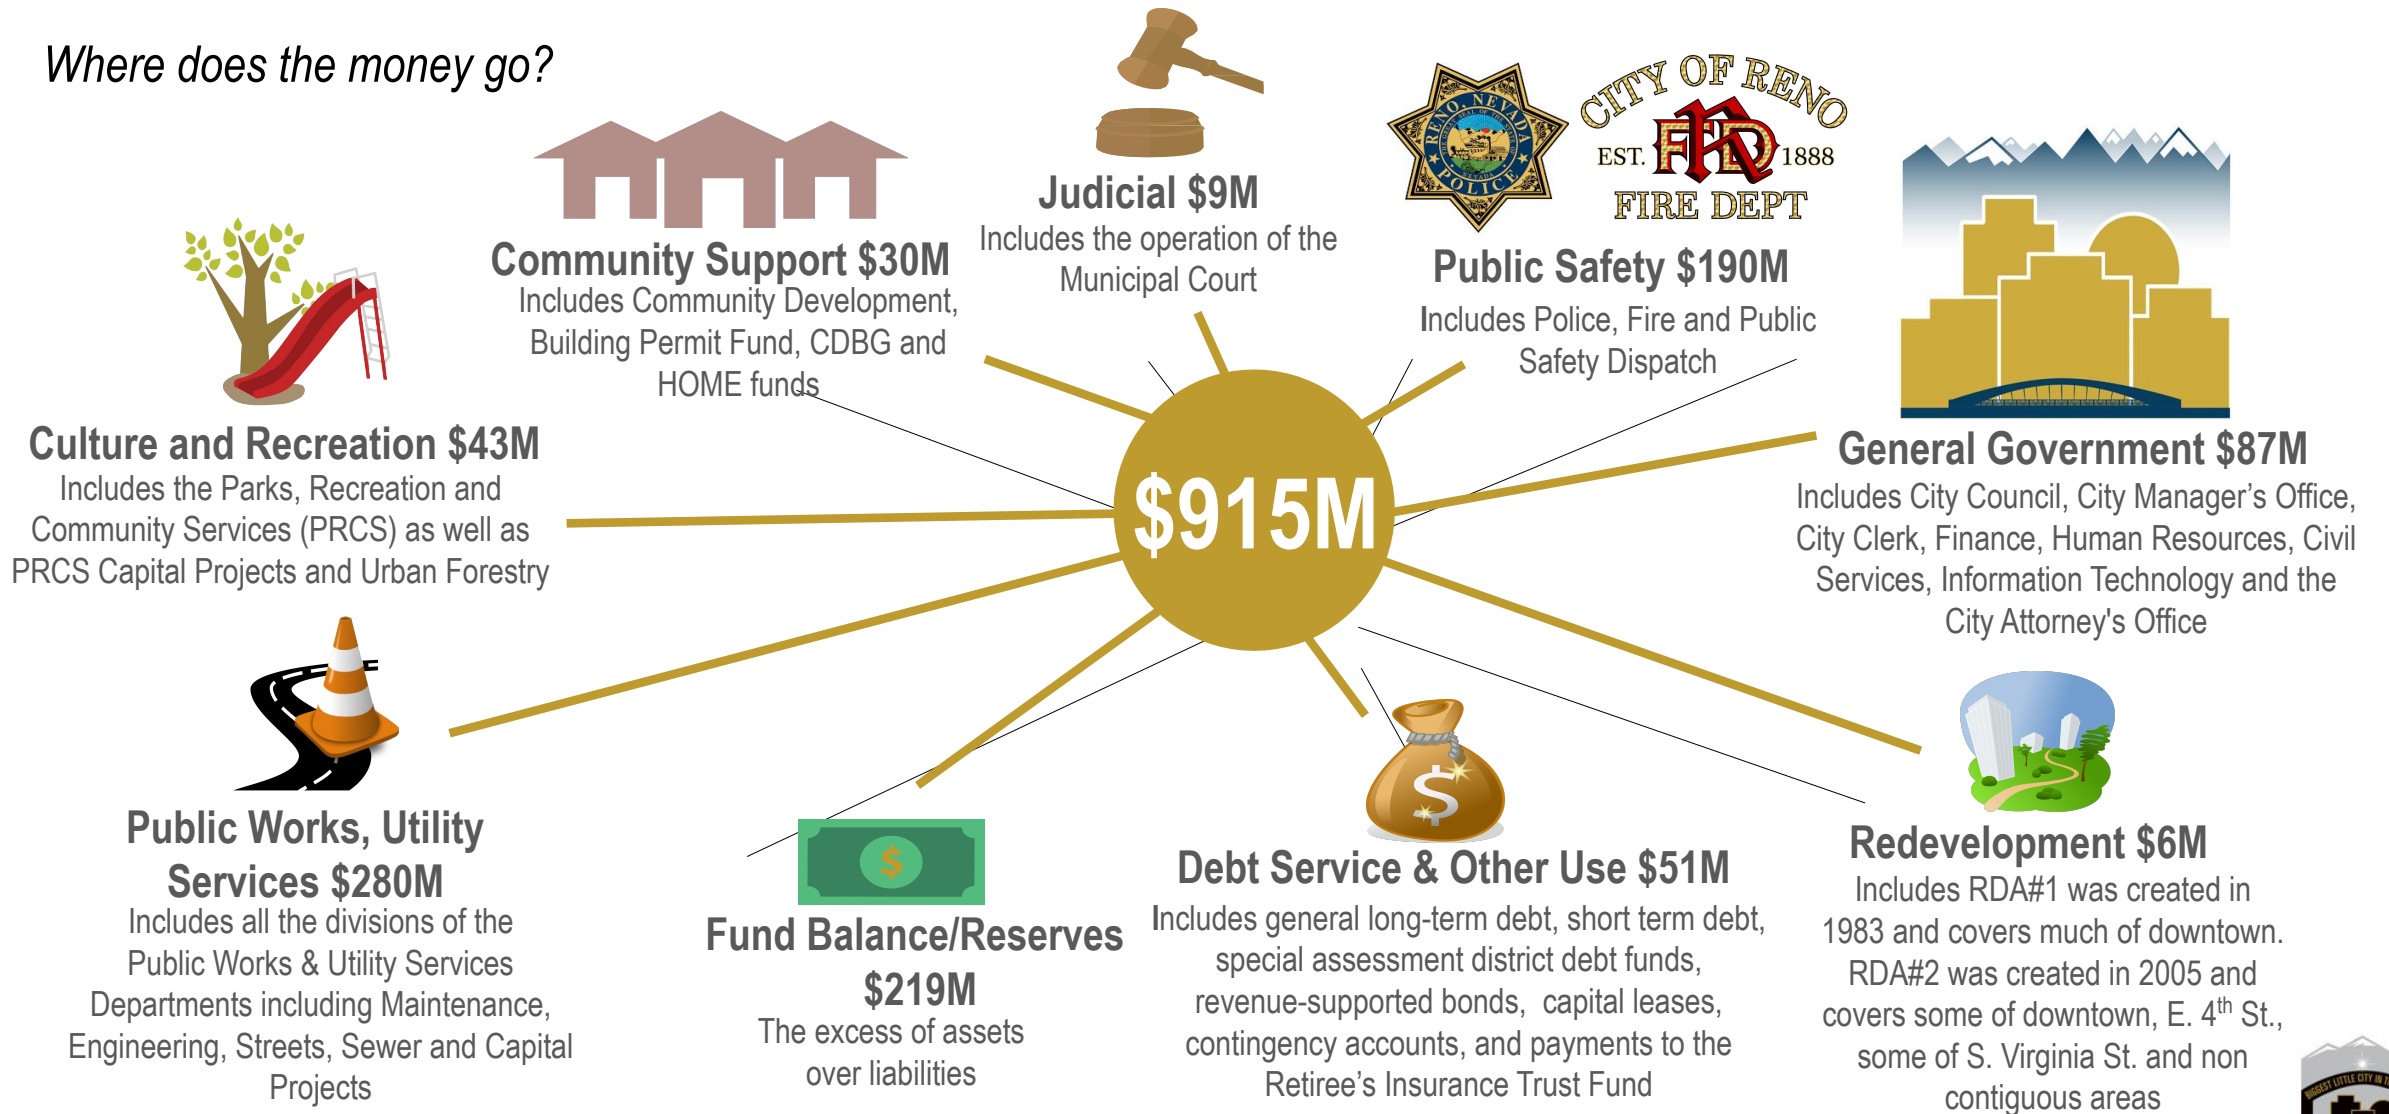 Where does the money go?
Culture and Recreation $43M
Includes the Parks, Recreation and
Community Services (PRCS) as well as
PRCS Capital Projects and Urban Forestry
Community Support $30M
Includes Community Development,
Building Permit Fund, CDBG and
HOME funds
Judicial $9M
Includes the operation of the
Municipal Court
RENO, NEVADA
POLICE
CITY OF RENO
EST. FRD 1888
FIRE DEPT
Public Safety $190M
Includes Police, Fire and Public
Safety Dispatch
General Government $87M
Includes City Council, City Manager’s Office,
City Clerk, Finance, Human Resources, Civil
Services, Information Technology and the
City Attorney's Office
$915M
Public Works, Utility
Services $280M
Includes all the divisions of the
Public Works & Utility Services
Departments including Maintenance,
Engineering, Streets, Sewer and Capital
Projects
$
Fund Balance/Reserves
$219M
The excess of assets
over liabilities
$
Debt Service & Other Use $51M
Includes general long-term debt, short term debt,
special assessment district debt funds,
revenue-supported bonds, capital leases,
contingency accounts, and payments to the
Retiree’s Insurance Trust Fund
Redevelopment $6M
Includes RDA#1 was created in
1983 and covers much of downtown.
RDA#2 was created in 2005 and
covers some of downtown, E. 4th St.,
some of S. Virginia St. and non
contiguous areas
BIGGEST LITTLE CITY IN